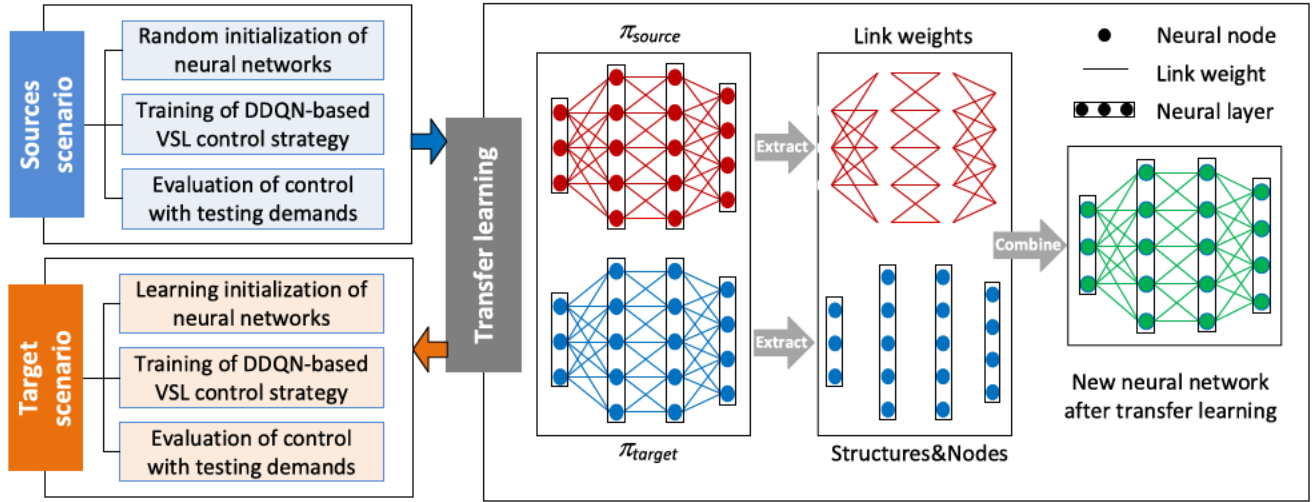 Sources
scenario
Random initialization of
neural networks
Training of DDQN-based
VSL control strategy
Evaluation of control
with testing demands
Target
scenario
Learning initialization of
neural networks
Training of DDQN-based
VSL control strategy
Evaluation of control
with testing demands
Transfer learning
πsource
Extract
Link weights
πtarget
Extract
Structures&Nodes
Combine
Neural node
Link weight
Neural layer
New neural network
after transfer learning